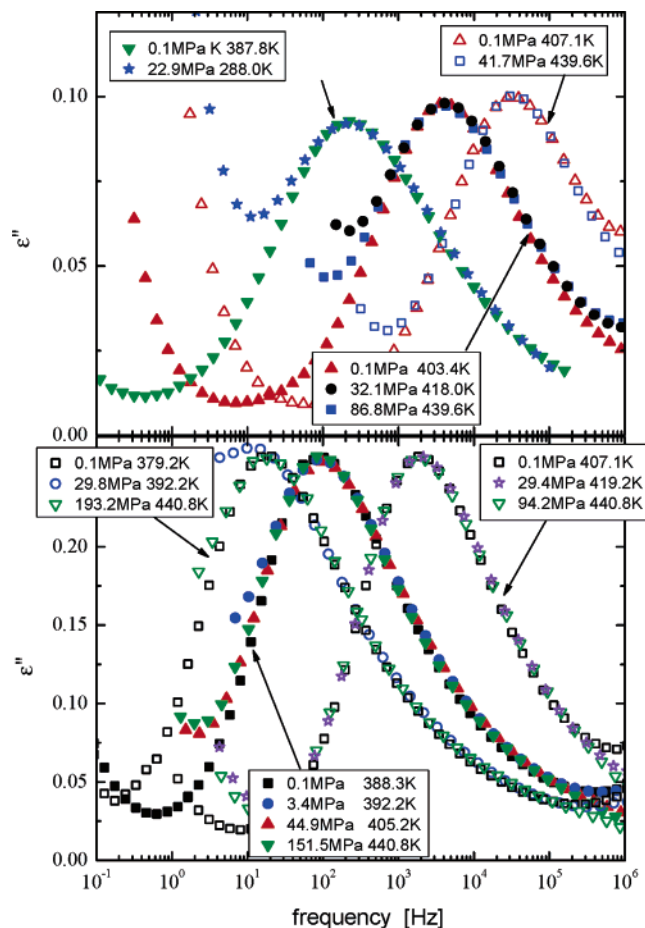 0.1MPa K 387.8K
22.9MPa 288.0K
0.1MPa 407.1K
41.7MPa 439.6K
0.10
ε"
0.05
0.1MPa 403.4K
32.1MPa 418.0K
86.8MPa 439.6K
0.00
0.1MPa 379.2K
29.8MPa 392.2K
193.2MPa 440.8K
0.1MPa 407.1K
29.4MPa 419.2K
94.2MPa 440.8K
0.20
ε"
0.15
0.10
0.05
0.1MPa 388.3K
3.4MPa 392.2K
44.9MPa 405.2K
151.5MPa 440.8K
0.00
10⁻¹ 10⁰ 10¹ 10² 10³ 10⁴ 10⁵ 10⁶
frequency [Hz]